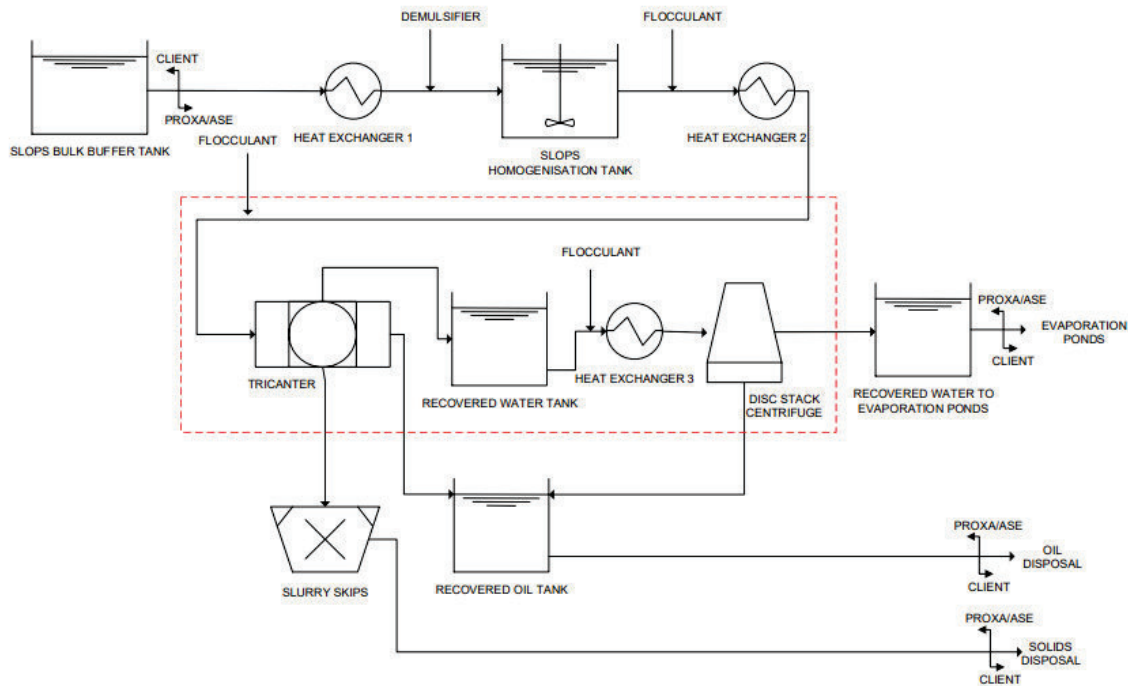 DEMULSIFIER
FLOCCULANT
CLIENT
PROXA/ASE
HEAT EXCHANGER 1
HEAT EXCHANGER 2
SLOPS BULK BUFFER TANK
FLOCCULANT
SLOPS
HOMOGENISATION TANK
FLOCCULANT
PROXA/ASE
EVAPORATION
PONDS
CLIENT
TRICANTER
HEAT EXCHANGER 3
RECOVERED WATER TANK
DISC STACK
CENTRIFUGE
RECOVERED WATER TO
EVAPORATION PONDS
PROXA/ASE
OIL
DISPOSAL
CLIENT
SLURRY SKIPS
RECOVERED OIL TANK
PROXA/ASE
SOLIDS
DISPOSAL
CLIENT